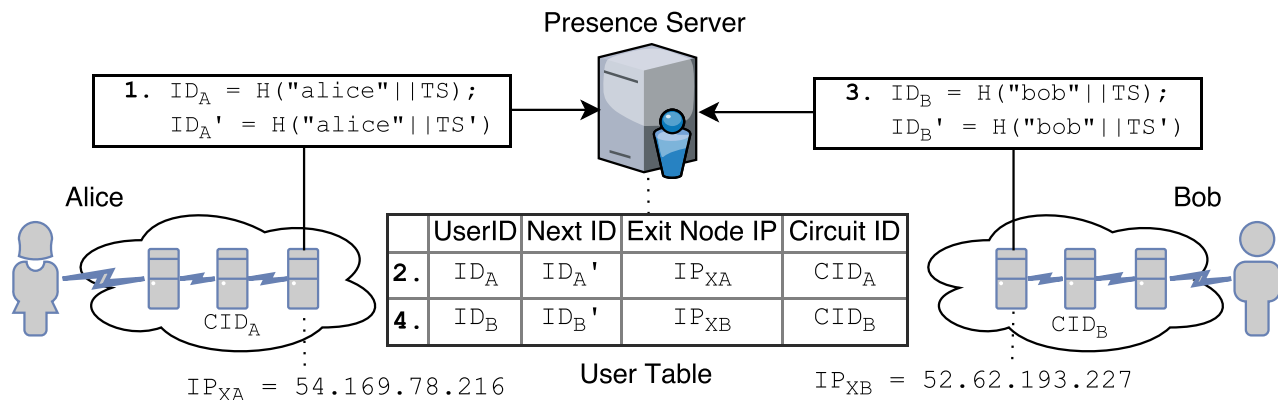 Presence Server
1. ID_A = H("alice"||TS);
ID_A' = H("alice"||TS')
3. ID_B = H("bob"||TS);
ID_B' = H("bob"||TS')
Alice
Bob
UserID Next ID Exit Node IP Circuit ID
2. ID_A ID_A' IP_XA CID_A
4. ID_B ID_B' IP_XB CID_B
CID_A
CID_B
User Table
IP_XA = 54.169.78.216
IP_XB = 52.62.193.227